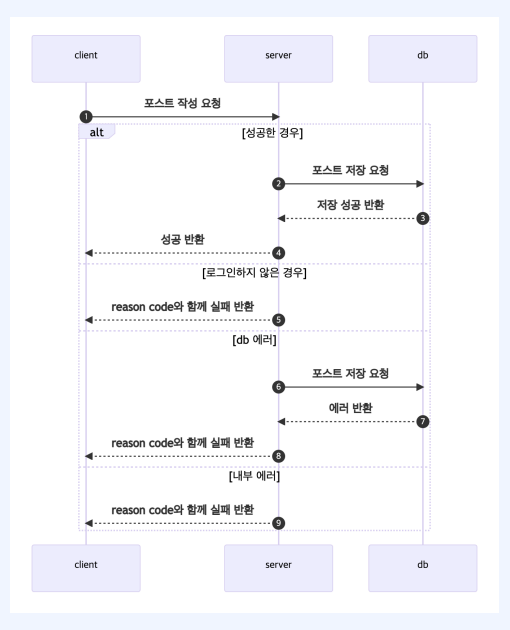 client
server
db
포스트 작성 요청
1
alt
[성공한 경우]
포스트 저장 요청
2
저장 성공 반환
3
성공 반환
4
[로그인하지 않은 경우]
reason code와 함께 실패 반환
5
[db 에러]
포스트 저장 요청
6
에러 반환
7
reason code와 함께 실패 반환
8
[내부 에러]
reason code와 함께 실패 반환
9
client
server
db